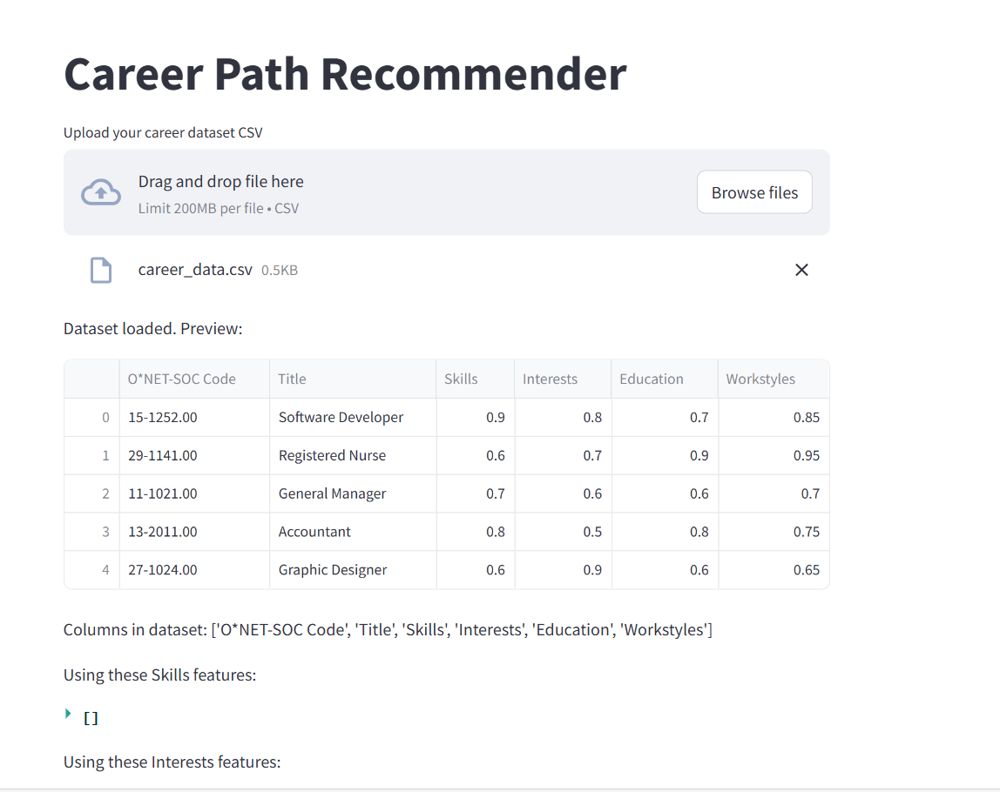 Career Path Recommender
Upload your career dataset CSV
Drag and drop file here
Limit 200MB per file • CSV
Browse files
career_data.csv 0.5KB
Dataset loaded. Preview:
O*NET-SOC Code Title Skills Interests Education Workstyles
0 15-1252.00 Software Developer 0.9 0.8 0.7 0.85
1 29-1141.00 Registered Nurse 0.6 0.7 0.9 0.95
2 11-1021.00 General Manager 0.7 0.6 0.6 0.7
3 13-2011.00 Accountant 0.8 0.5 0.8 0.75
4 27-1024.00 Graphic Designer 0.6 0.9 0.6 0.65
Columns in dataset: ['O*NET-SOC Code', 'Title', 'Skills', 'Interests', 'Education', 'Workstyles']
Using these Skills features:
[]
Using these Interests features: